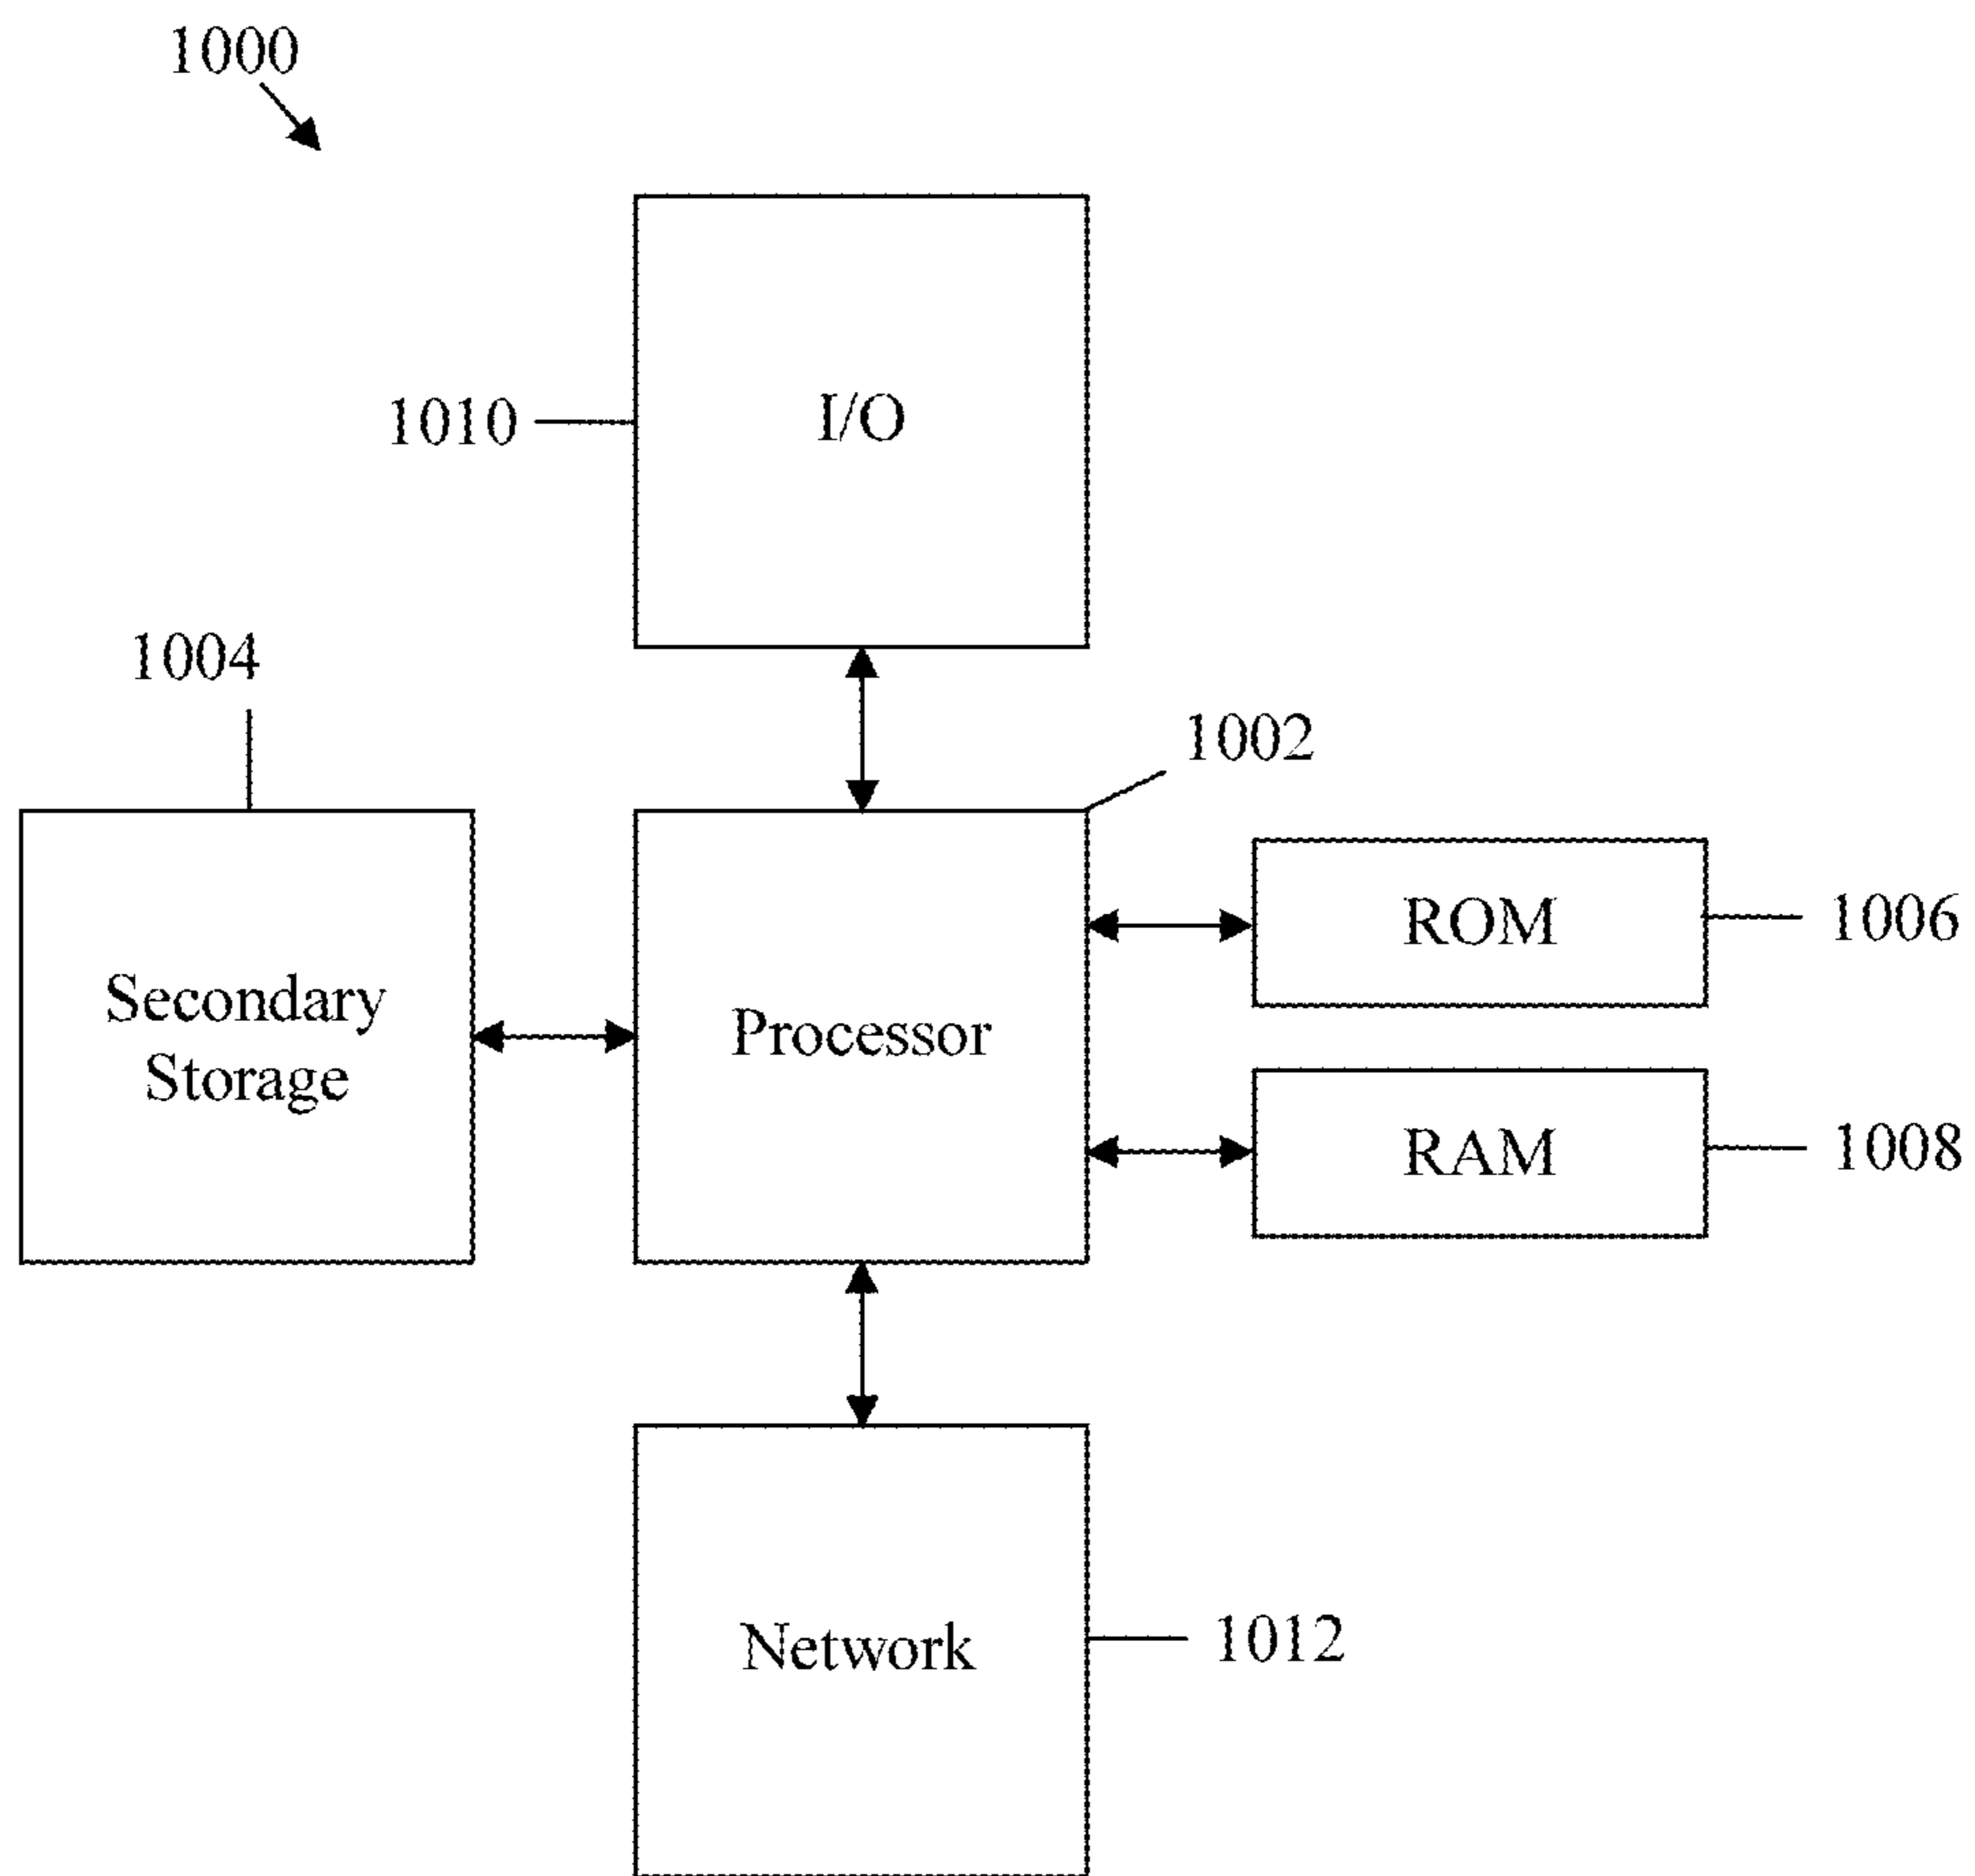 1000
I/O
1010
1004
1002
ROM
1006
Secondary
Storage
Processor
RAM
1008
Network
1012